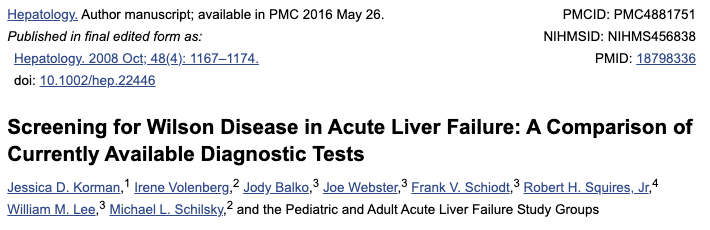 Hepatology. Author manuscript; available in PMC 2016 May 26.
PMCID: PMC4881751
Published in final edited form as:
NIHMSID: NIHMS456838
Hepatology. 2008 Oct; 48(4): 1167–1174.
PMID: 18798336
doi: 10.1002/hep.22446
Screening for Wilson Disease in Acute Liver Failure: A Comparison of
Currently Available Diagnostic Tests
Jessica D. Korman,1 Irene Volenberg,2 Jody Balko,3 Joe Webster,3 Frank V. Schiodt,3 Robert H. Squires, Jr,4
William M. Lee,3 Michael L. Schilsky,2 and the Pediatric and Adult Acute Liver Failure Study Groups